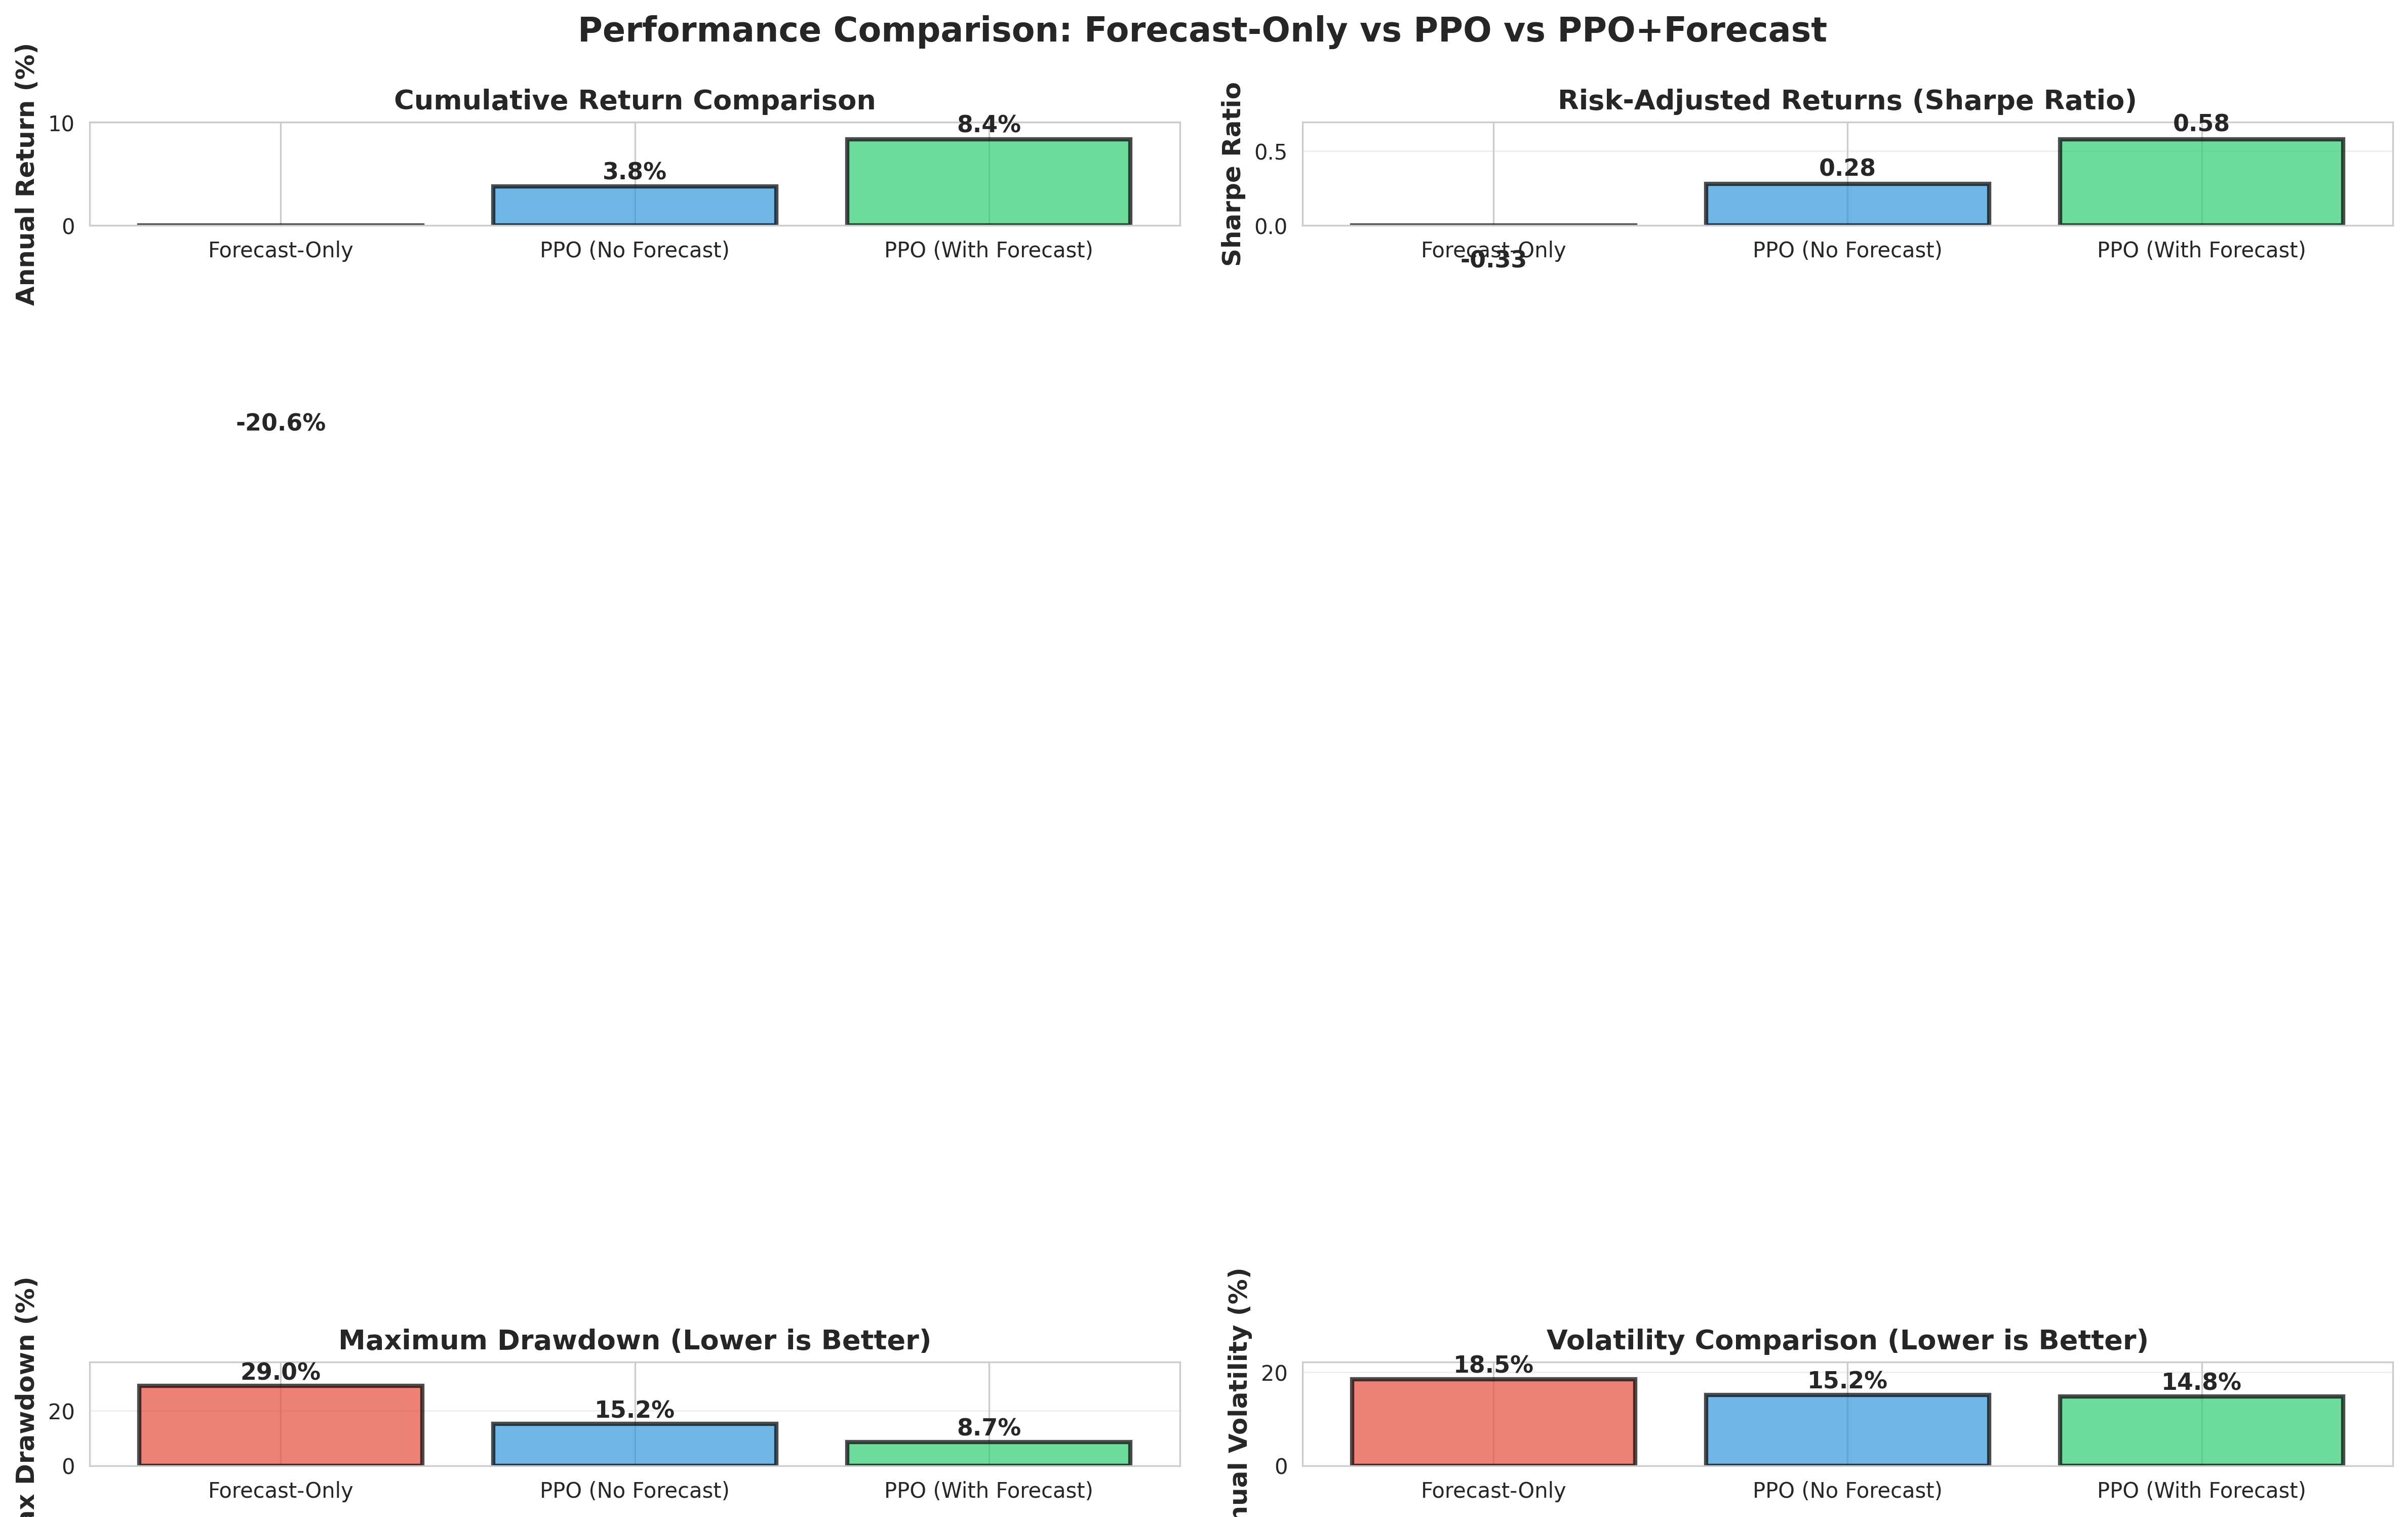 Performance Comparison: Forecast-Only vs PPO vs PPO+Forecast
Cumulative Return Comparison
Annual Return (%)
10
0
3.8%
8.4%
Forecast-Only
PPO (No Forecast)
PPO (With Forecast)
-20.6%
Risk-Adjusted Returns (Sharpe Ratio)
Sharpe Ratio
0.5
0.0
0.28
0.58
Forecast-Only
PPO (No Forecast)
PPO (With Forecast)
-0.33
Maximum Drawdown (Lower is Better)
ax Drawdown (%)
20
0
29.0%
15.2%
8.7%
Forecast-Only
PPO (No Forecast)
PPO (With Forecast)
Volatility Comparison (Lower is Better)
nual Volatility (%)
20
0
18.5%
15.2%
14.8%
Forecast-Only
PPO (No Forecast)
PPO (With Forecast)